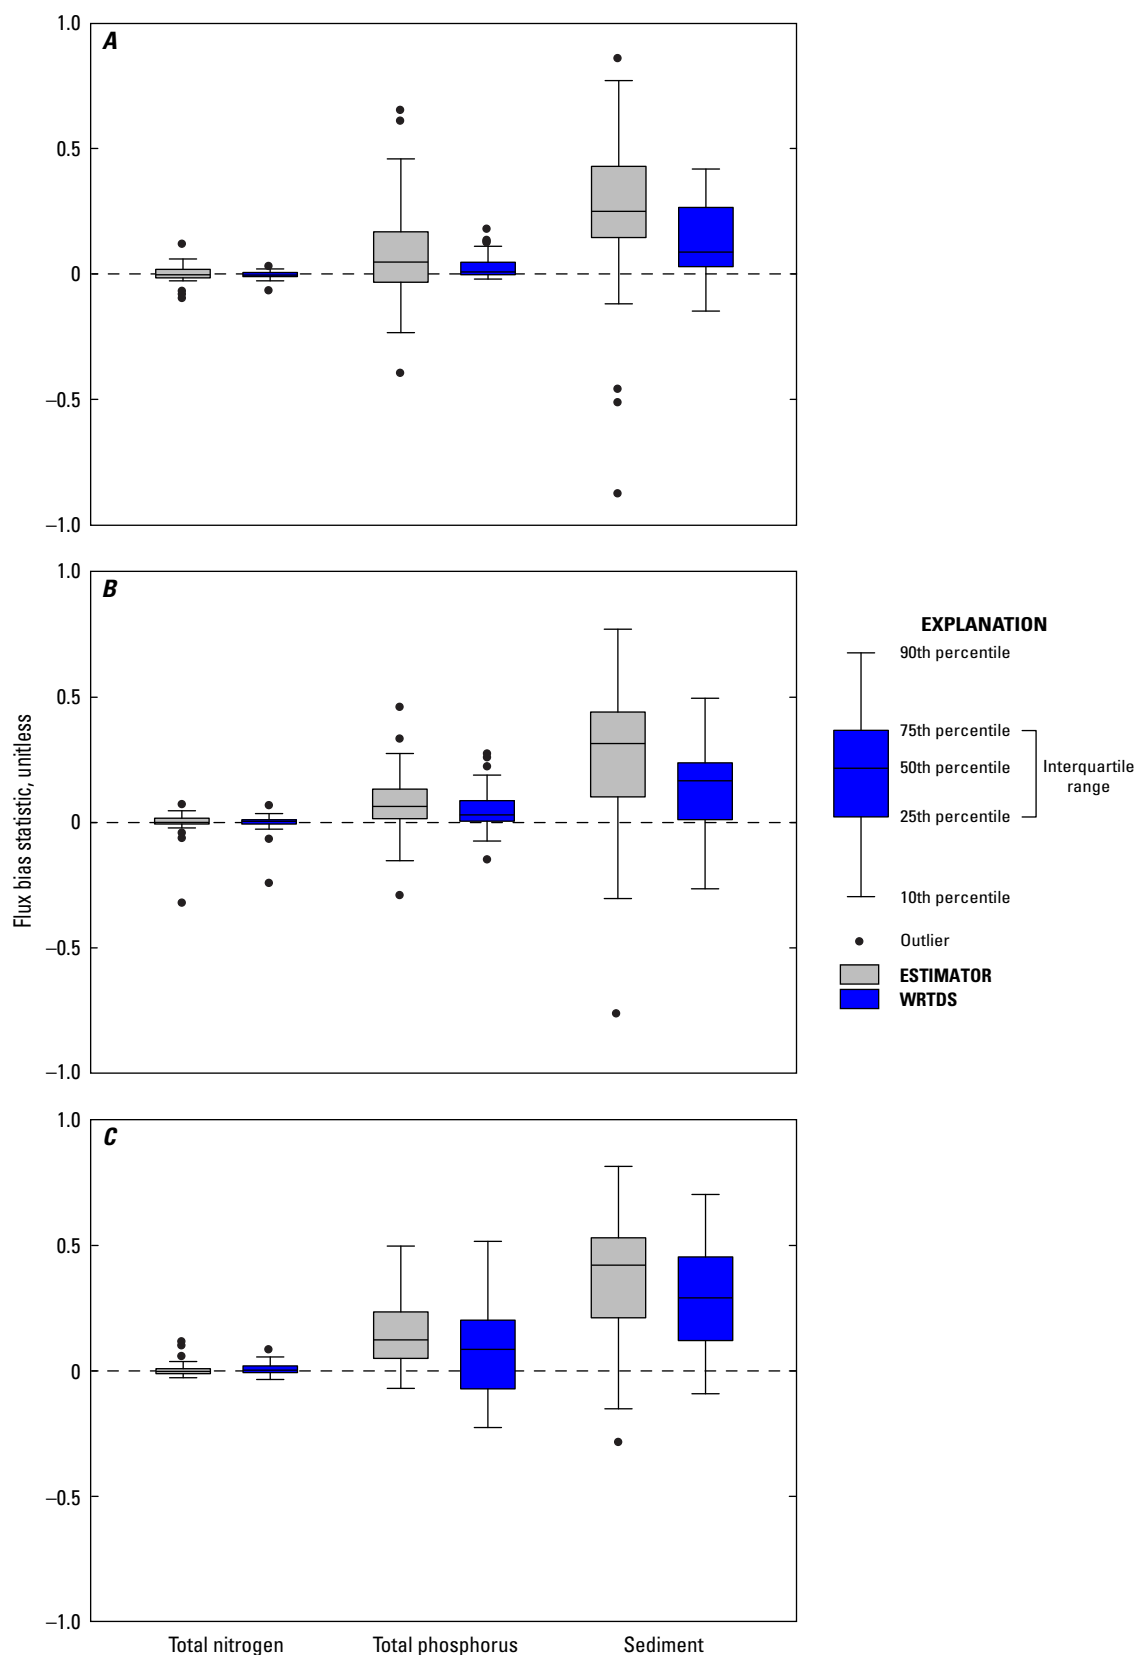 1.0
A
0.5
0
−0.5
−1.0
1.0
B
0.5
0
−0.5
−1.0
Flux bias statistic, unitless
EXPLANATION
90th percentile
75th percentile
50th percentile
Interquartile
range
25th percentile
10th percentile
Outlier
ESTIMATOR
WRTDS
1.0
C
0.5
0
−0.5
−1.0
Total nitrogen
Total phosphorus
Sediment